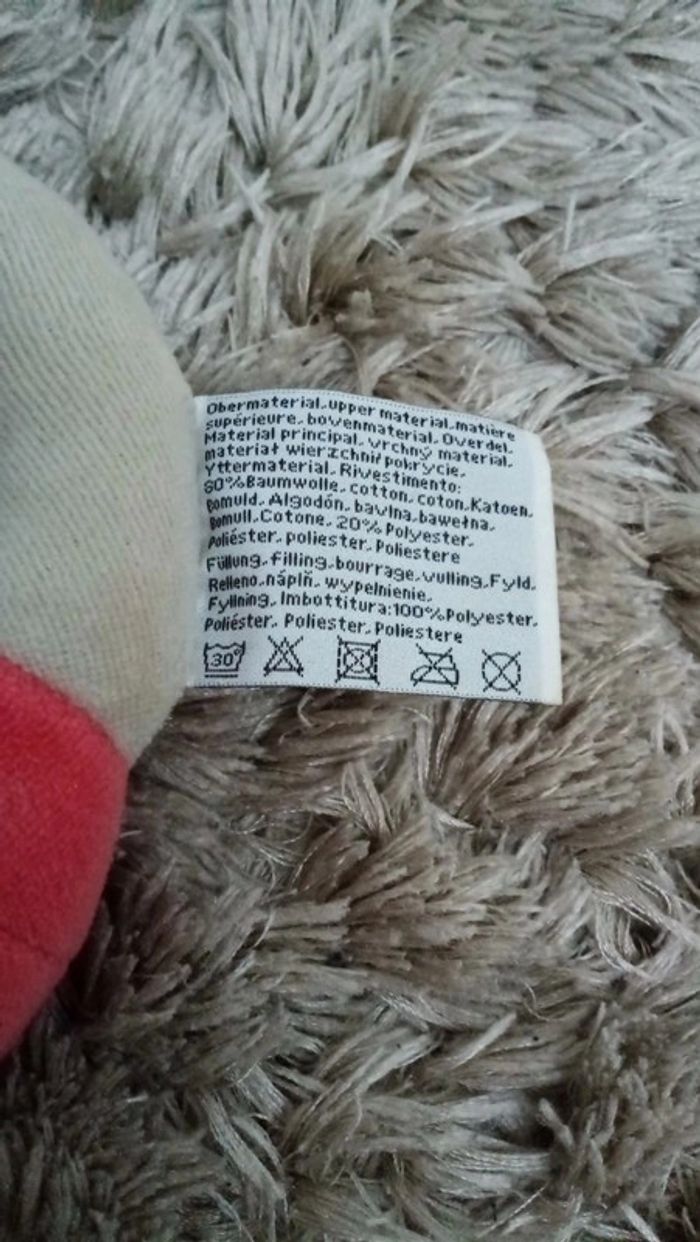 Obermaterial, upper material, matière
supérieure, bovenmaterial, Overdel,
Material principal, vrchný material,
materiał wierzchni/pokrycie,
Yttermaterial, Rivestimento:
80%Baumwolle, cotton, coton, Katoen,
Bomuld, Algodón, bavlna, bawełna,
Bomull, Cotone, 20% Polyester,
Poliéster, poliester, Poliestere
Füllung, filling, bourrage, vulling, Fyld,
Relleno, náplň, wypełnienie,
Fyllning, Imbottitura:100%Polyester,
Poliéster, Poliester, Poliestere
30°